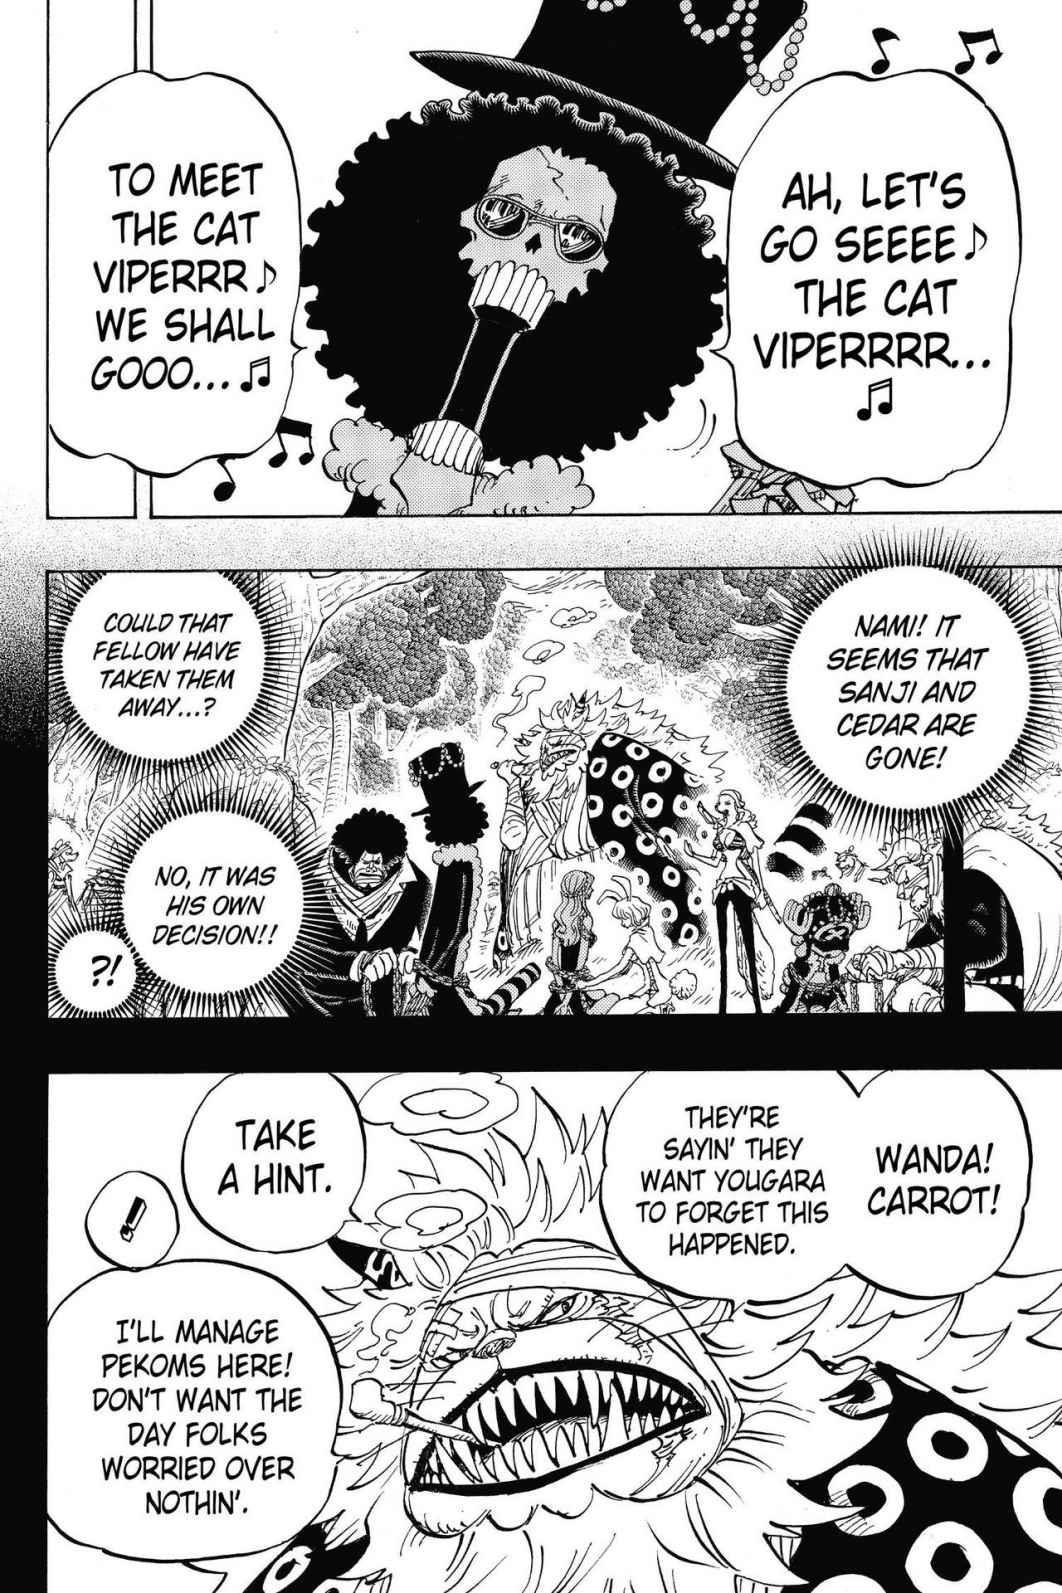 AH, LET'S
GO SEEEE♪
THE CAT
VIPERRRR...
♫
TO MEET
THE CAT
VIPERRR♪
WE SHALL
GOOO...♫
NAMI! IT
SEEMS THAT
SANJI AND
CEDAR ARE
GONE!
COULD THAT
FELLOW HAVE
TAKEN THEM
AWAY...?
NO, IT WAS
HIS OWN
DECISION!!
?!
WANDA!
CARROT!
THEY'RE
SAYIN' THEY
WANT YOUGARA
TO FORGET THIS
HAPPENED.
TAKE
A HINT.
!
I'LL MANAGE
PEKOMS HERE!
DON'T WANT THE
DAY FOLKS
WORRIED OVER
NOTHIN'.